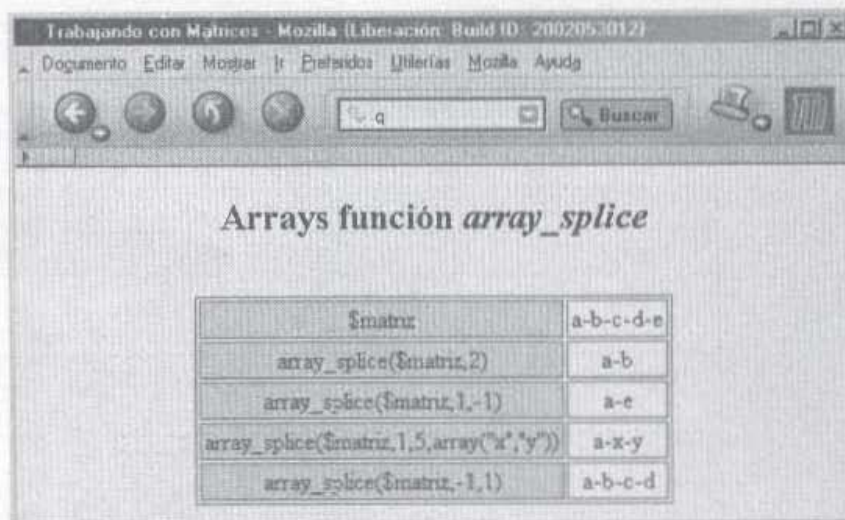 Trabajando con Matrices - Mozilla {Liberación: Build ID: 2002053012}
Documento Editar Mostrar Ir Preferidos Utilerías Mozilla Ayuda
q Buscar
Arrays función array_splice
$matriz a-b-c-d-e
array_splice($matriz,2) a-b
array_splice($matriz,1,-1) a-e
array_splice($matriz,1,5,array("x","y")) a-x-y
array_splice($matriz,-1,1) a-b-c-d